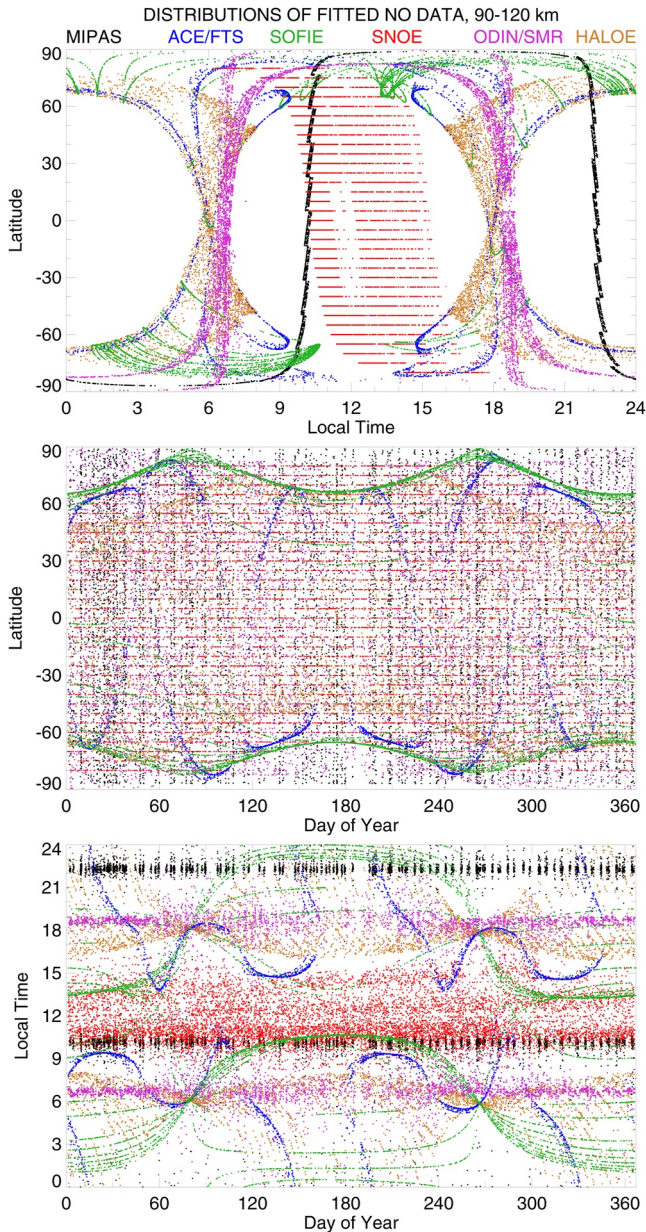 DISTRIBUTIONS OF FITTED NO DATA, 90-120 km
MIPAS ACE/FTS SOFIE SNOE ODIN/SMR HALOE
90
60
30
0
-30
-60
-90
Latitude
0 3 6 9 12 15 18 21 24
Local Time
90
60
30
0
-30
-60
-90
Latitude
0 60 120 180 240 300 360
Day of Year
24
21
18
15
12
9
6
3
0
Local Time
0 60 120 180 240 300 360
Day of Year